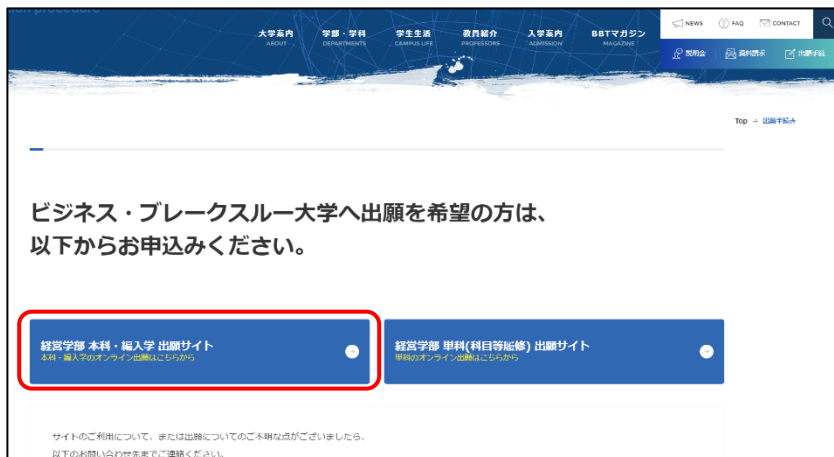 ion procedure
大学案内
ABOUT
学部・学科
DEPARTMENTS
学生生活
CAMPUS LIFE
教員紹介
PROFESSORS
入学案内
ADMISSION
BBTマガジン
MAGAZINE
NEWS
FAQ
CONTACT
説明会
資料請求
出願手続
Top → 出願手続き
ビジネス・ブレークスルー大学へ出願を希望の方は、
以下からお申込みください。
経営学部 本科・編入学 出願サイト
本科・編入学のオンライン出願はこちらから
経営学部 単科(科目等履修) 出願サイト
単科のオンライン出願はこちらから
サイトのご利用について、または出願についてのご不明な点がございましたら、
以下のお問い合わせ先までご連絡ください。